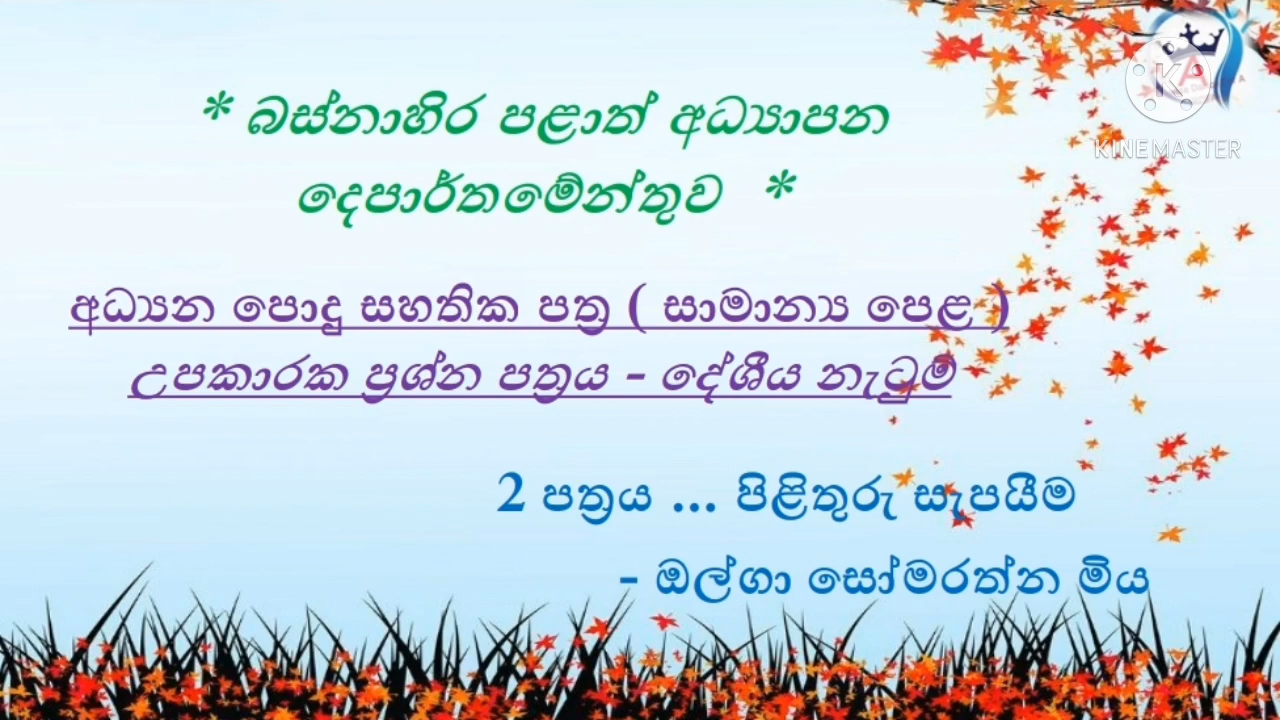 * බස්නාහිර පළාත් අධ්‍යාපන
දෙපාර්තමේන්තුව *
අධ්‍යන පොදු සහතික පත්‍ර ( සාමාන්‍ය පෙළ )
උපකාරක ප්‍රශ්න පත්‍රය - දේශීය නැටුම්
2 පත්‍රය ... පිළිතුරු සැපයීම
- ඔල්ගා සෝමරත්න මිය
KA
KINEMASTER